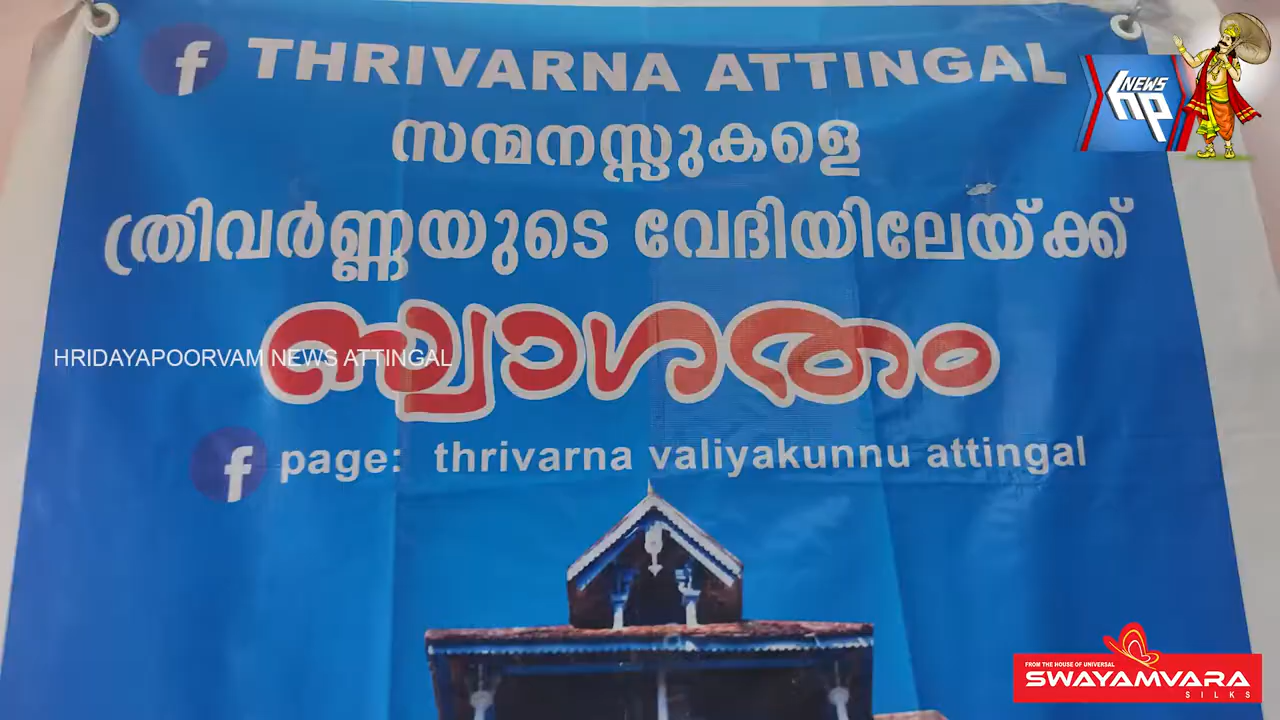 THRIVARNA ATTINGAL
NEWS
hp
സന്മനസ്സുകളെ
ത്രിവർണ്ണയുടെ വേദിയിലേയ്ക്ക്
സ്വാഗതം
HRIDAYAPOORVAM NEWS ATTINGAL
page: thrivarna valiyakunnu attingal
FROM THE HOUSE OF UNIVERSAL
SWAYAMVARA
SILKS